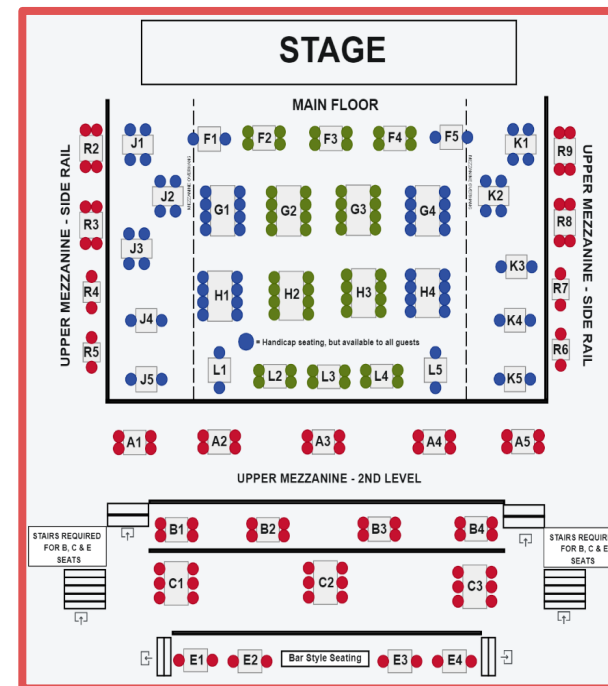 STAGE
MAIN FLOOR
R2
J1
F1
F2
F3
F4
F5
K1
R9
J2
K2
G1
G2
G3
G4
R3
J3
R8
UPPER MEZZANINE - SIDE RAIL
UPPER MEZZANINE - SIDE RAIL
R4
H1
H2
H3
H4
K3
R7
J4
K4
= Handicap seating, but available to all guests
R5
R6
J5
L1
L2
L3
L4
L5
K5
A1
A2
A3
A4
A5
UPPER MEZZANINE - 2ND LEVEL
STAIRS REQUIRED
FOR B, C & E
SEATS
B1
B2
B3
B4
STAIRS REQUIRE
FOR B, C & E
SEATS
C1
C2
C3
E1
E2
Bar Style Seating
E3
E4